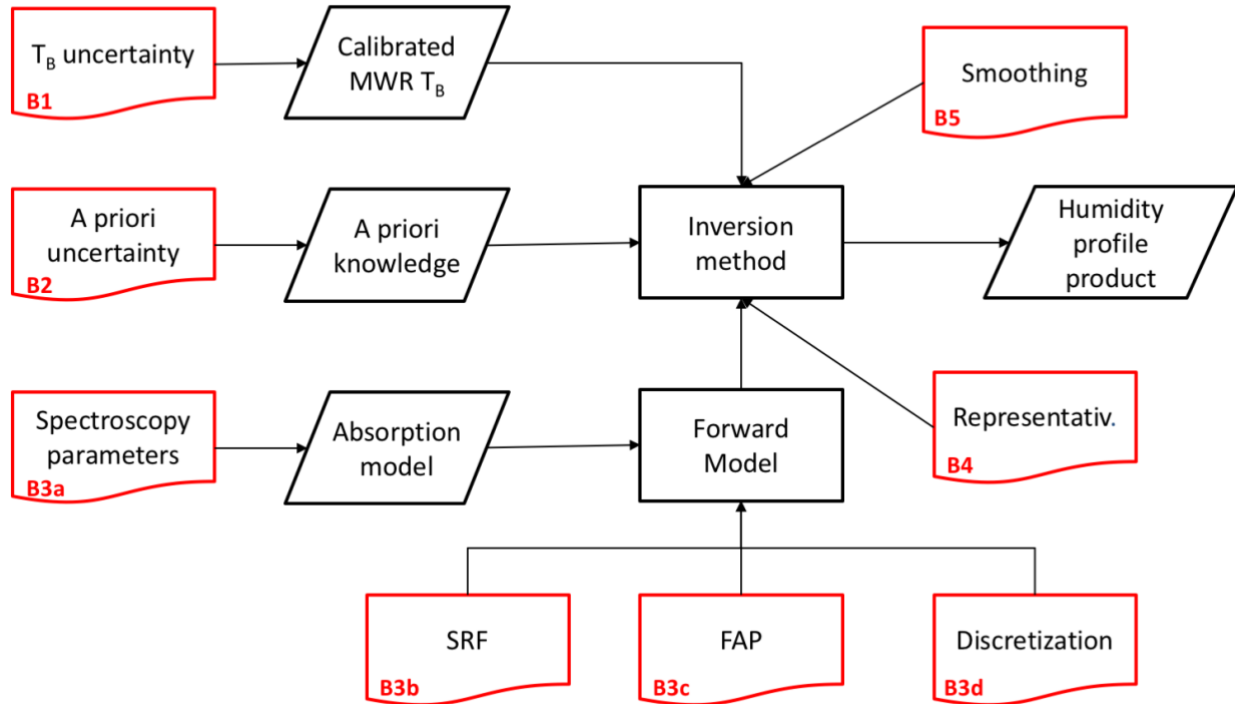 T_B uncertainty
B1
Calibrated
MWR T_B
Smoothing
B5
A priori
uncertainty
B2
A priori
knowledge
Inversion
method
Humidity
profile
product
Spectroscopy
parameters
B3a
Absorption
model
Forward
Model
Representativ.
B4
SRF
B3b
FAP
B3c
Discretization
B3d